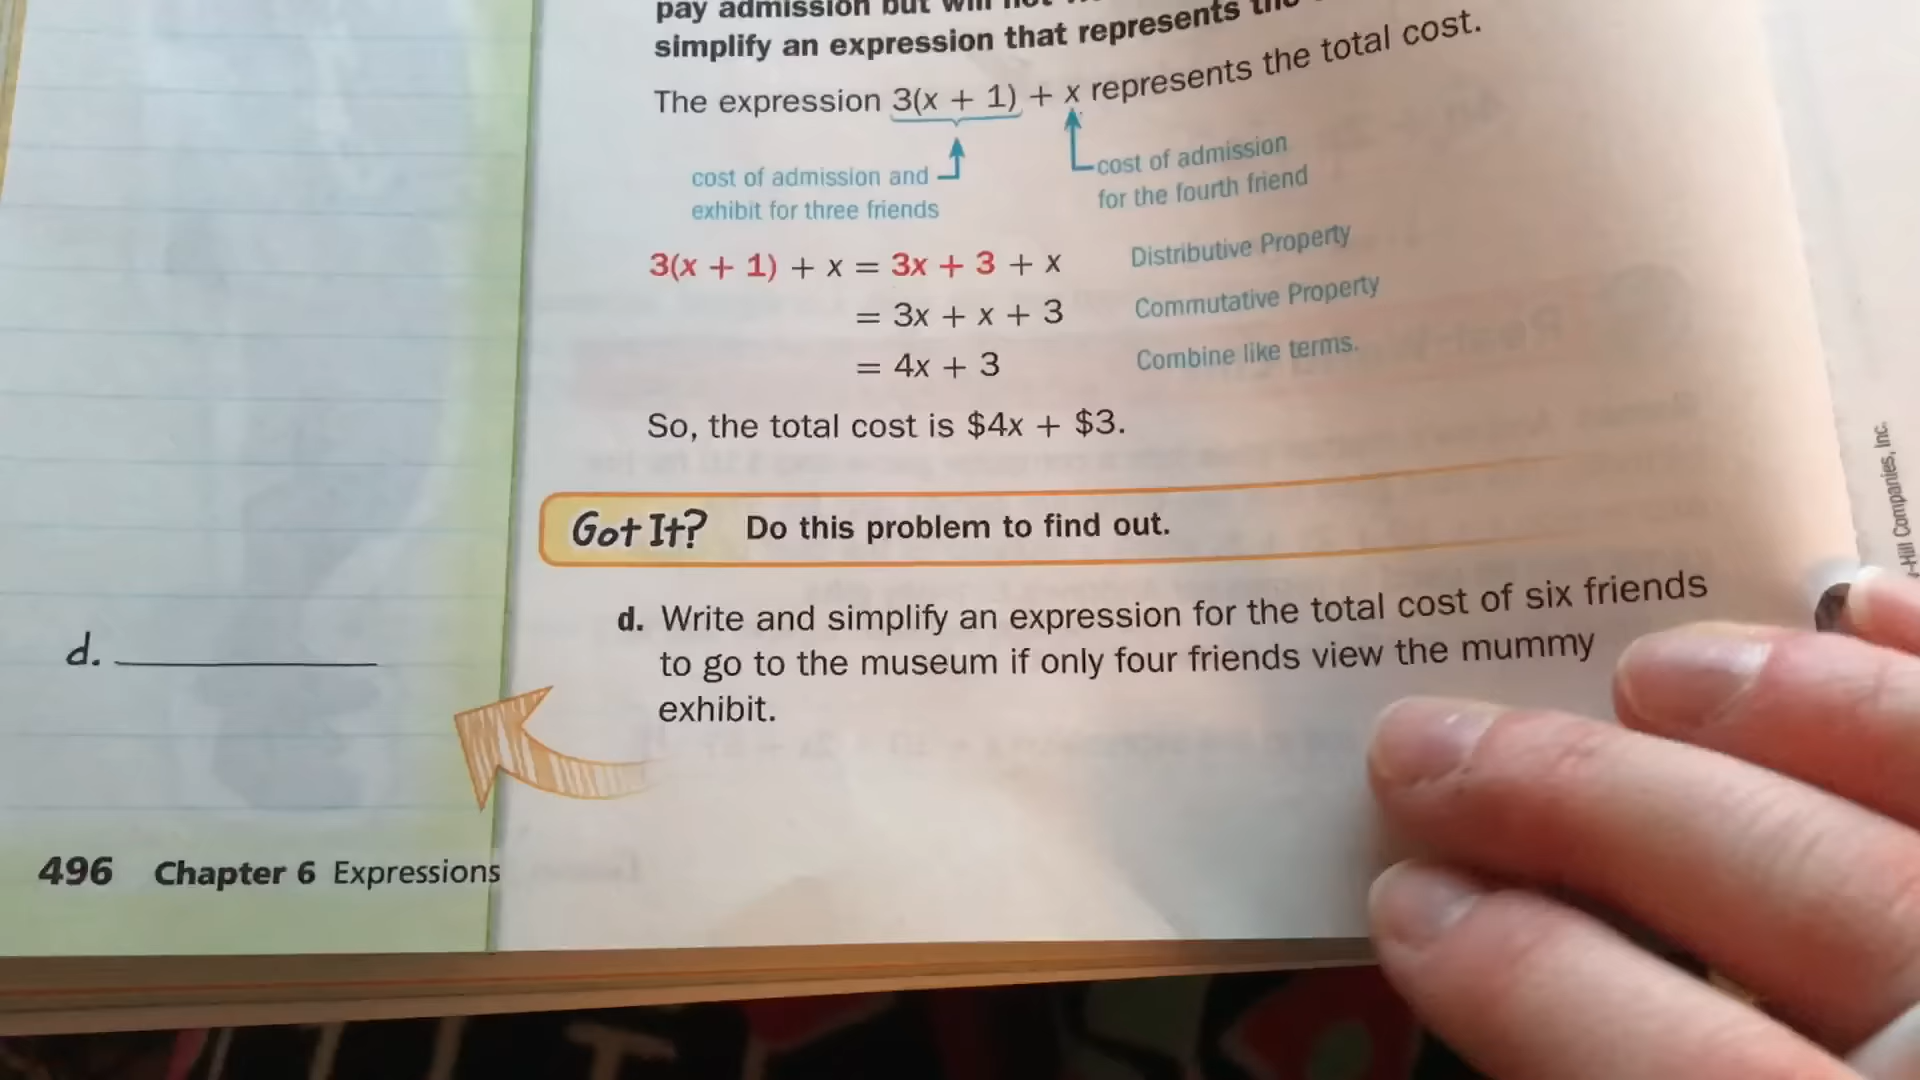 pay admission but will not
simplify an expression that represents the
The expression 3(x + 1) + x represents the total cost.
cost of admission and
exhibit for three friends
cost of admission
for the fourth friend
3(x + 1) + x = 3x + 3 + x Distributive Property
= 3x + x + 3 Commutative Property
= 4x + 3 Combine like terms.
So, the total cost is $4x + $3.
Got It? Do this problem to find out.
d. Write and simplify an expression for the total cost of six friends
to go to the museum if only four friends view the mummy
exhibit.
d.
496 Chapter 6 Expressions
-Hill Companies, Inc.